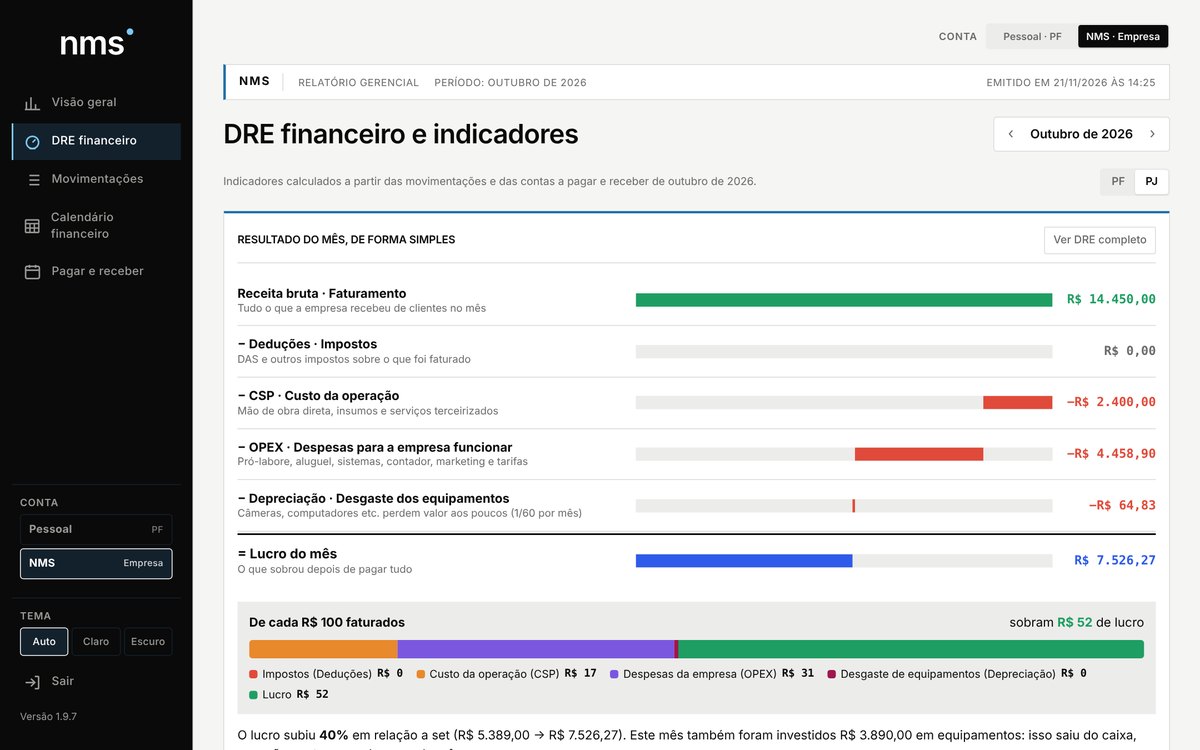 nms
Visão geral
DRE financeiro
Movimentações
Calendário
financeiro
Pagar e receber
CONTA
Pessoal PF
NMS Empresa
TEMA
Auto Claro Escuro
Sair
Versão 1.9.7
CONTA Pessoal · PF NMS · Empresa
NMS RELATÓRIO GERENCIAL PERÍODO: OUTUBRO DE 2026 EMITIDO EM 21/11/2026 ÀS 14:25
DRE financeiro e indicadores
‹ Outubro de 2026 ›
Indicadores calculados a partir das movimentações e das contas a pagar e receber de outubro de 2026.
PF PJ
RESULTADO DO MÊS, DE FORMA SIMPLES
Ver DRE completo
Receita bruta · Faturamento
Tudo o que a empresa recebeu de clientes no mês
R$ 14.450,00
− Deduções · Impostos
DAS e outros impostos sobre o que foi faturado
R$ 0,00
− CSP · Custo da operação
Mão de obra direta, insumos e serviços terceirizados
−R$ 2.400,00
− OPEX · Despesas para a empresa funcionar
Pró-labore, aluguel, sistemas, contador, marketing e tarifas
−R$ 4.458,90
− Depreciação · Desgaste dos equipamentos
Câmeras, computadores etc. perdem valor aos poucos (1/60 por mês)
−R$ 64,83
= Lucro do mês
O que sobrou depois de pagar tudo
R$ 7.526,27
De cada R$ 100 faturados
sobram R$ 52 de lucro
Impostos (Deduções) R$ 0 Custo da operação (CSP) R$ 17 Despesas da empresa (OPEX) R$ 31 Desgaste de equipamentos (Depreciação) R$ 0
Lucro R$ 52
O lucro subiu 40% em relação a set (R$ 5.389,00 → R$ 7.526,27). Este mês também foram investidos R$ 3.890,00 em equipamentos: isso saiu do caixa,